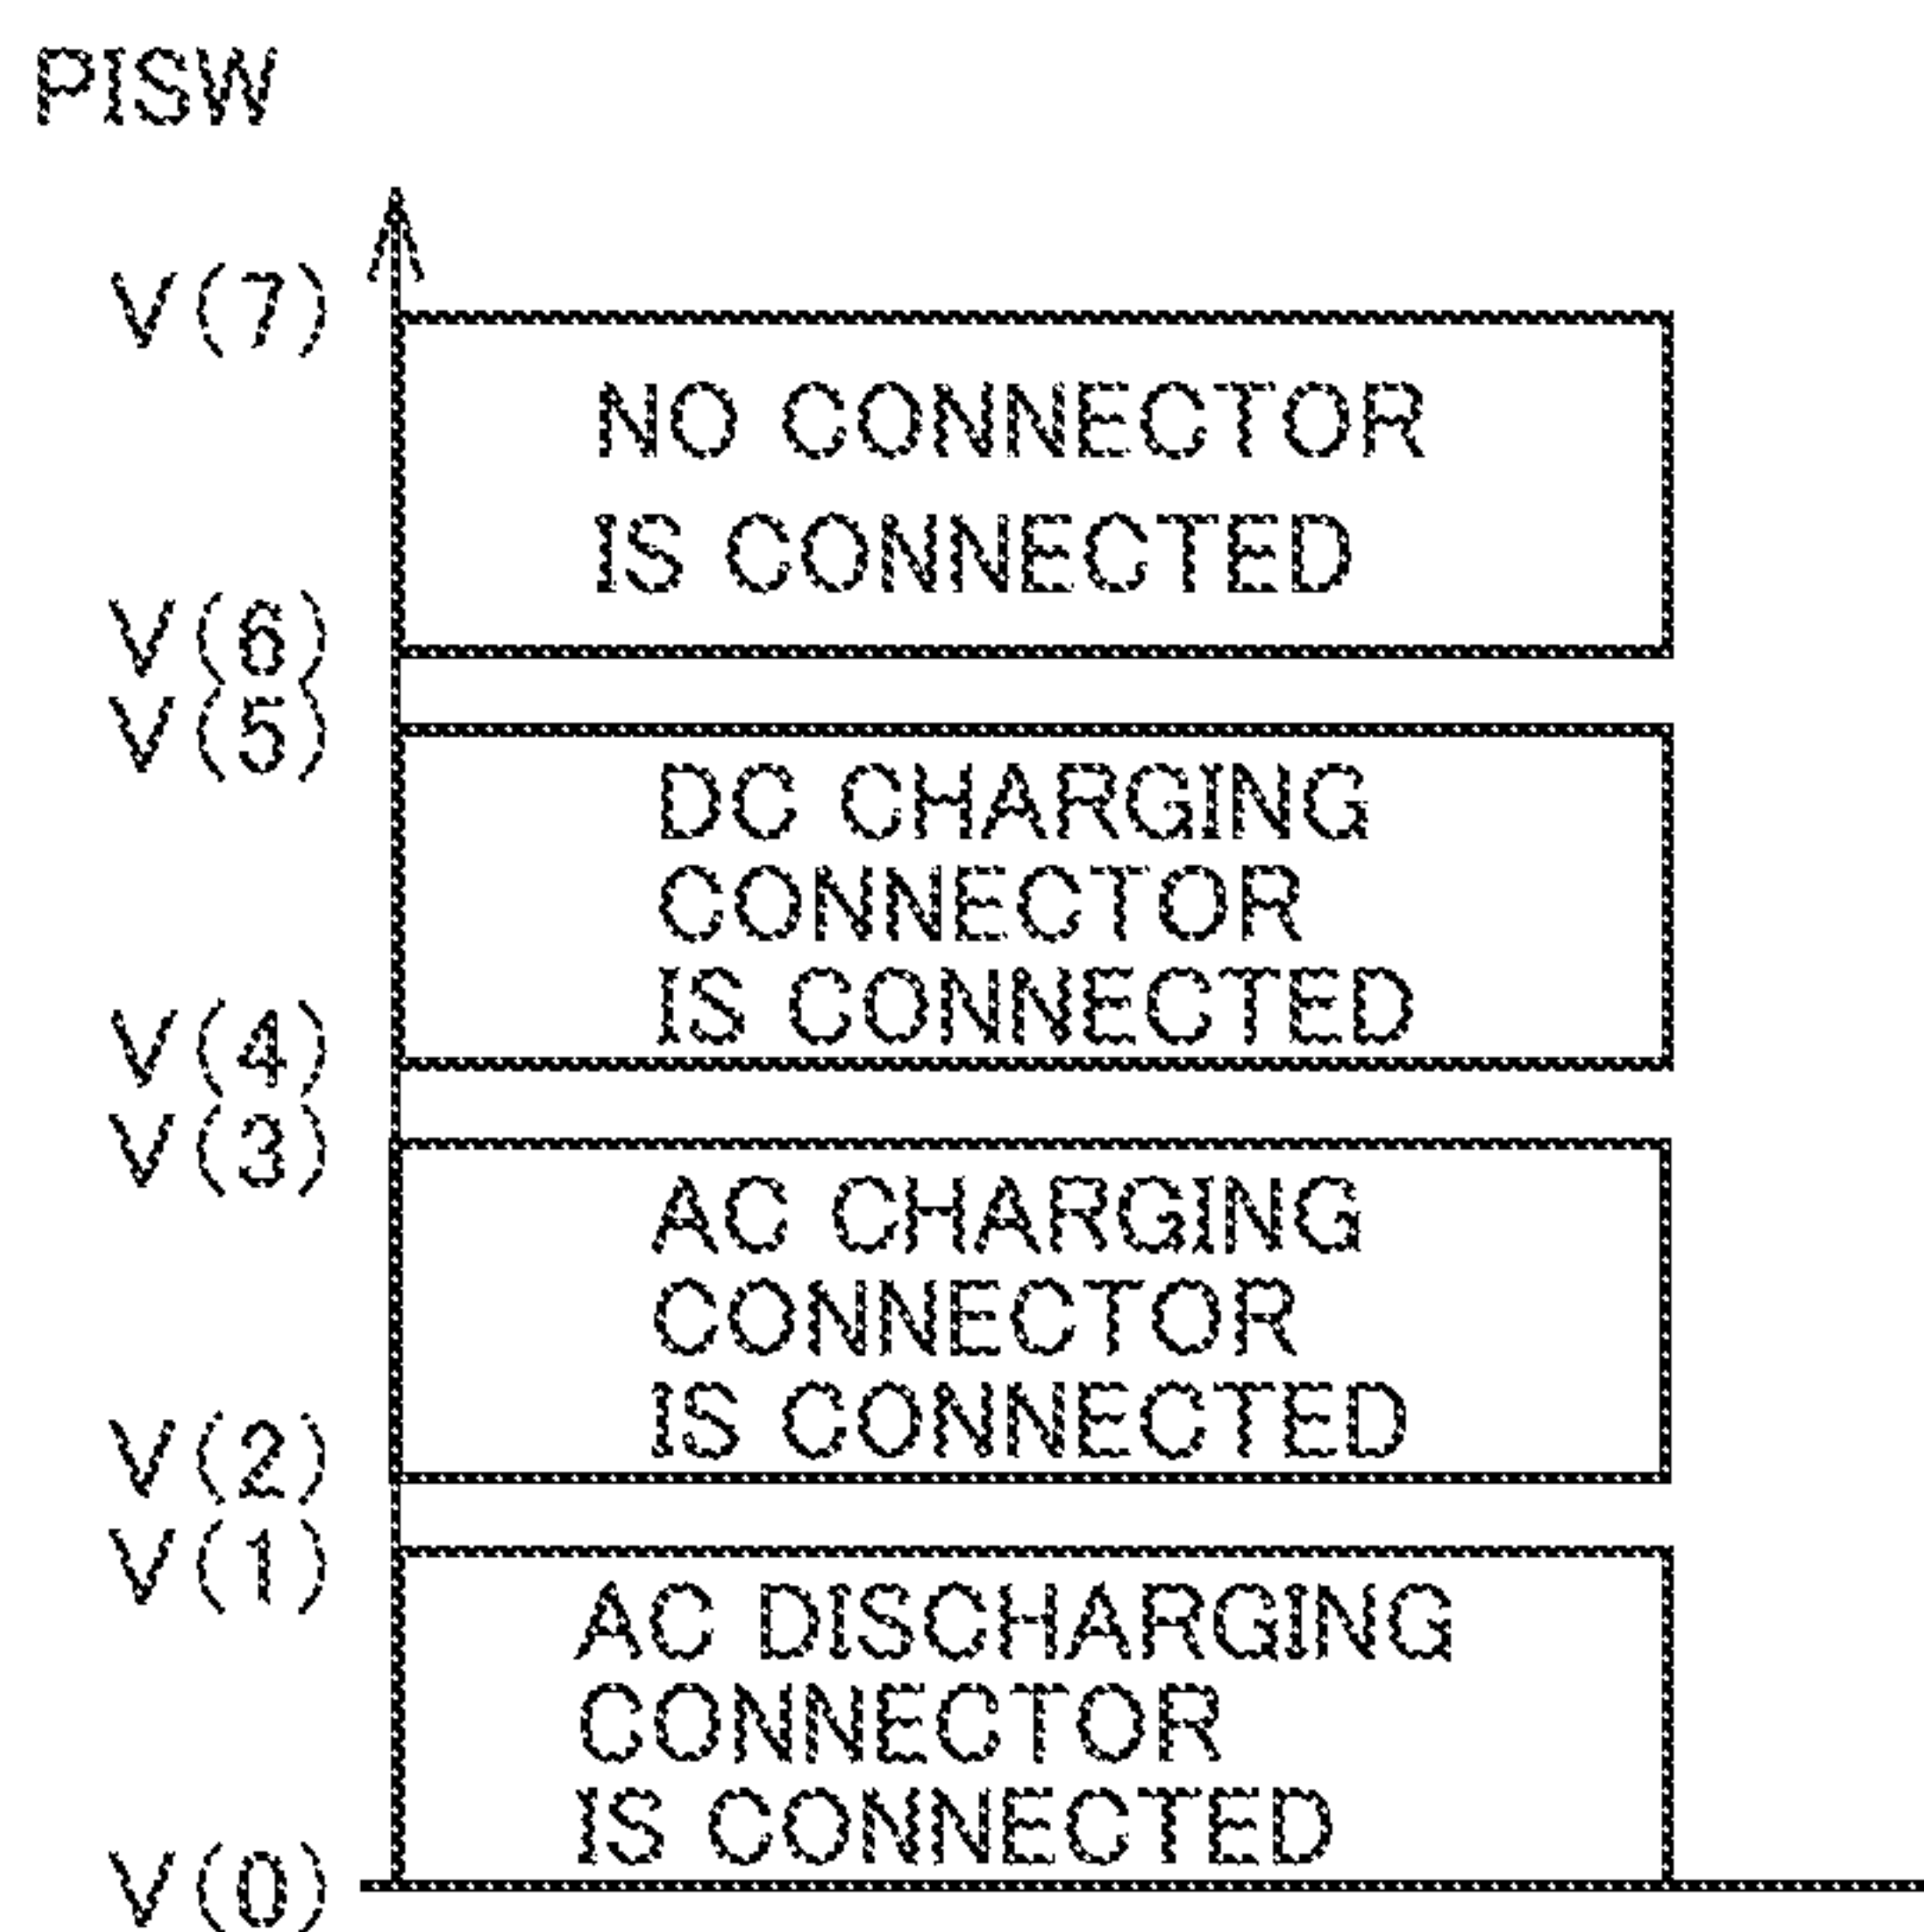 PISW
V(7)
NO CONNECTOR
IS CONNECTED
V(6)
V(5)
DC CHARGING
CONNECTOR
IS CONNECTED
V(4)
V(3)
AC CHARGING
CONNECTOR
IS CONNECTED
V(2)
V(1)
AC DISCHARGING
CONNECTOR
IS CONNECTED
V(0)